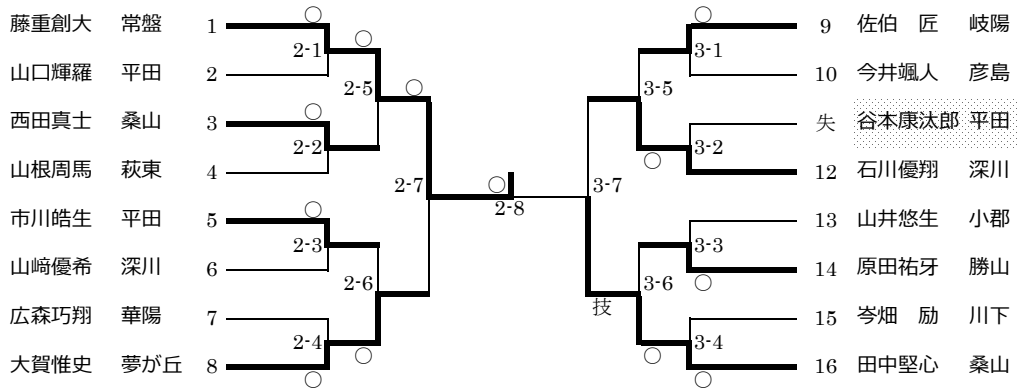 藤重創大 常盤 1
2-1
山口輝羅 平田 2
2-5
西田真士 桑山 3
2-2
山根周馬 萩東 4
2-7
市川皓生 平田 5
2-3
山﨑優希 深川 6
2-6
広森巧翔 華陽 7
2-4
大賀惟史 夢が丘 8
2-8
9 佐伯 匠 岐陽
3-1
10 今井颯人 彦島
3-5
失 谷本康汰郎 平田
3-2
12 石川優翔 深川
3-7
13 山井悠生 小郡
3-3
14 原田祐牙 勝山
3-6
技
15 岑畑 励 川下
3-4
16 田中堅心 桑山